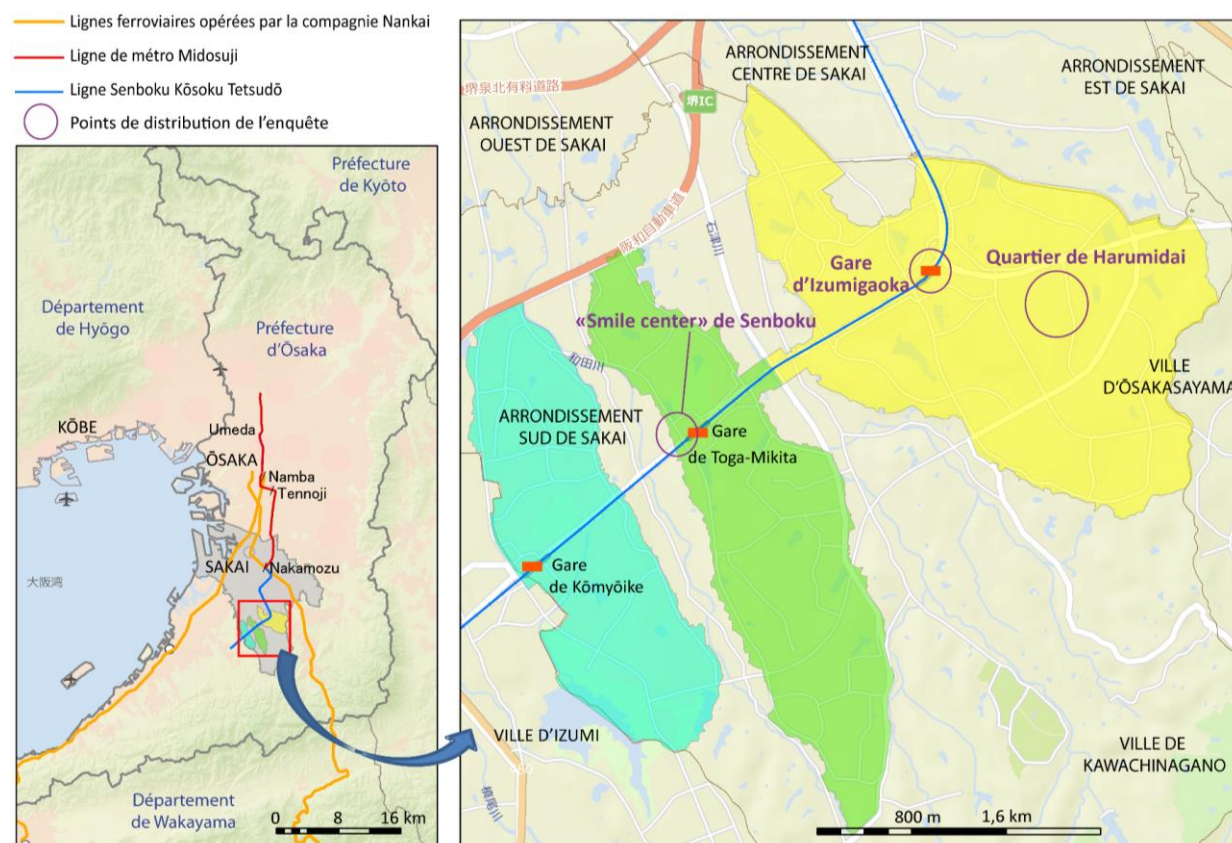 Lignes ferroviaires opérées par la compagnie Nankai
Ligne de métro Midosuji
Ligne Senboku Kōsoku Tetsudō
Points de distribution de l'enquête
Préfecture
de Kyōto
Département
de Hyōgo
Préfecture
d'Ōsaka
KŌBE
Umeda
ŌSAKA
Namba
Tennoji
SAKAI
Nakamozu
大阪湾
Département
de Wakayama
0 8 16 km
ARRONDISSEMENT
CENTRE DE SAKAI
ARRONDISSEMENT
EST DE SAKAI
堺泉北有料道路
堺IC
ARRONDISSEMENT
OUEST DE SAKAI
阪和自動車道
石津川
Gare
d'Izumigaoka
Quartier de Harumidai
«Smile center» de Senboku
和田川
VILLE
D'ŌSAKASAYAMA
ARRONDISSEMENT
SUD DE SAKAI
Gare
de Toga-Mikita
Gare
de Kōmyōike
VILLE D'IZUMI
槇尾川
VILLE DE
KAWACHINAGANO
800 m 1,6 km